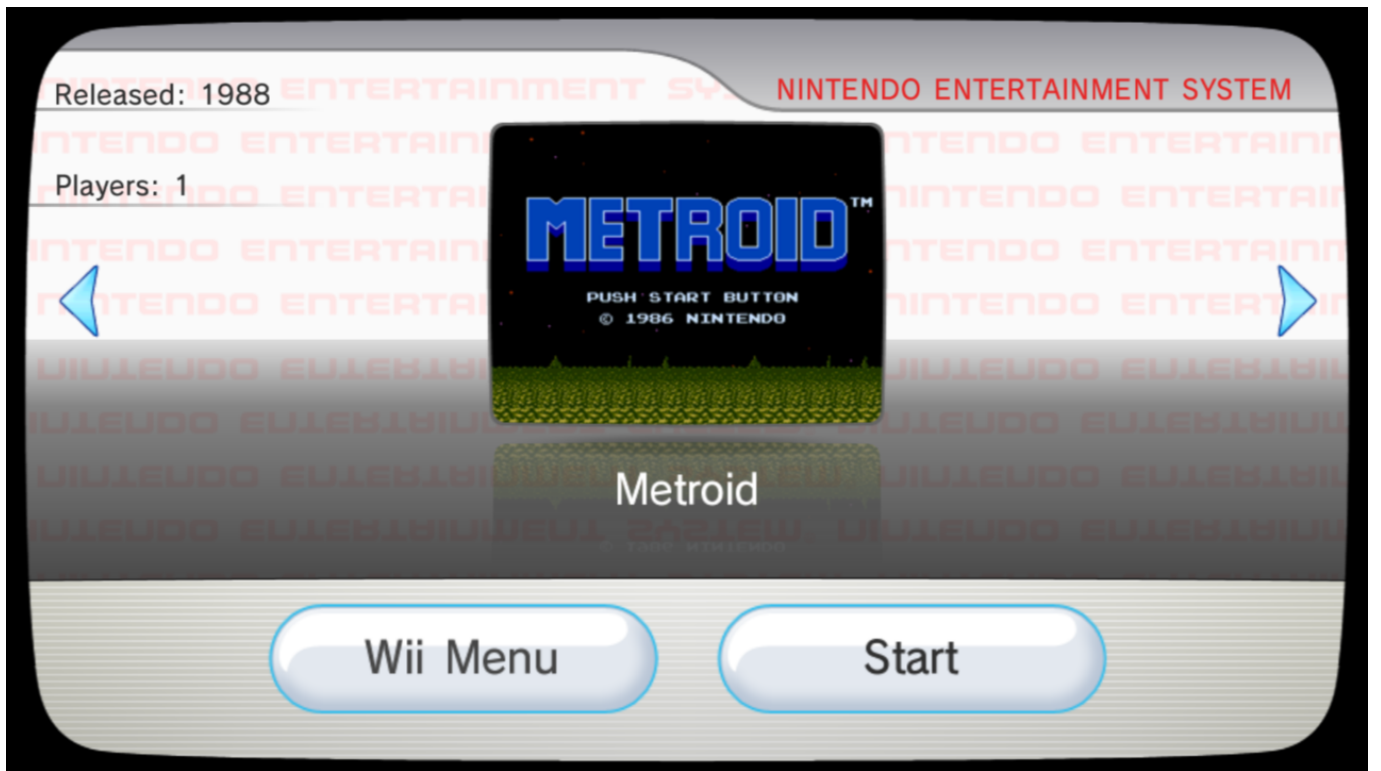 Released: 1988
NINTENDO ENTERTAINMENT SYSTEM
Players: 1
METROID™
PUSH START BUTTON
© 1986 NINTENDO
Metroid
Wii Menu
Start